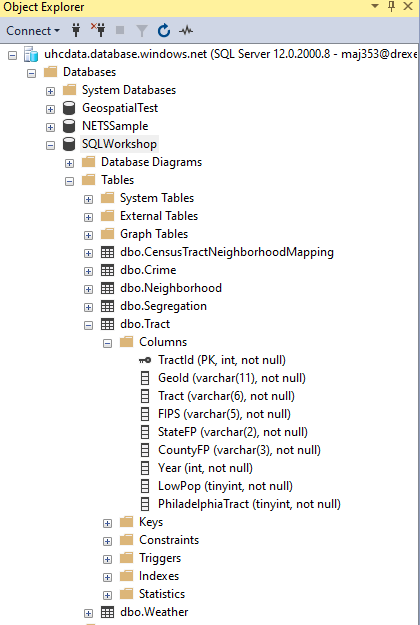 Object Explorer
Connect
uhcdata.database.windows.net (SQL Server 12.0.2000.8 - maj353@drexe
Databases
System Databases
GeospatialTest
NETSSample
SQLWorkshop
Database Diagrams
Tables
System Tables
External Tables
Graph Tables
dbo.CensusTractNeighborhoodMapping
dbo.Crime
dbo.Neighborhood
dbo.Segregation
dbo.Tract
Columns
TractId (PK, int, not null)
GeoId (varchar(11), not null)
Tract (varchar(6), not null)
FIPS (varchar(5), not null)
StateFP (varchar(2), not null)
CountyFP (varchar(3), not null)
Year (int, not null)
LowPop (tinyint, not null)
PhiladelphiaTract (tinyint, not null)
Keys
Constraints
Triggers
Indexes
Statistics
dbo.Weather